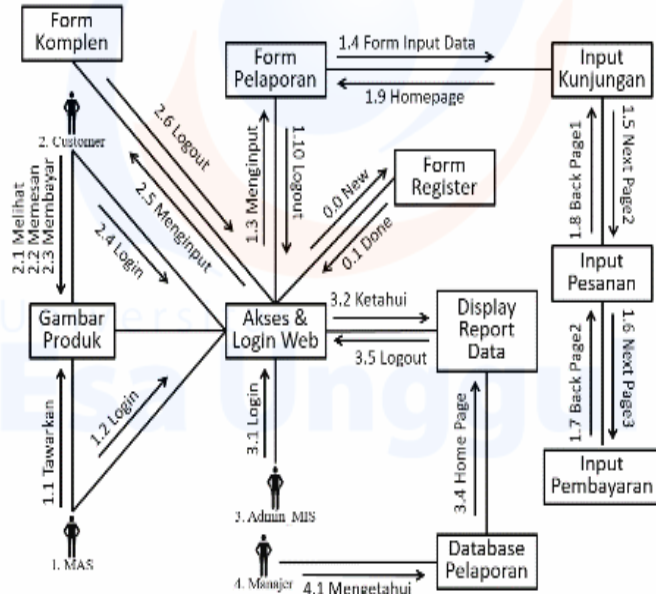 Form
Komplen
Form
Pelaporan
1.4 Form Input Data
1.9 Homepage
Input
Kunjungan
2. Customer
2.6 Logout
2.5 Menginput
1.3 Menginput
1.10 Logout
0.0 New
0.1 Done
Form
Register
1.8 Back Page1
1.5 Next Page2
2.1 Melihat
2.2 Memesan
2.3 Membayar
2.4 Login
Gambar
Produk
Akses &
Login Web
3.2 Ketahui
3.5 Logout
Display
Report
Data
Input
Pesanan
1.7 Back Page2
1.6 Next Page3
Universi
Esa Unggu
1.1 Tawarkan
1.2 Login
3.1 Login
3.4 Home Page
Input
Pembayaran
3. Admin_MIS
1. MAS
4. Manajer
4.1 Mengetahui
Database
Pelaporan